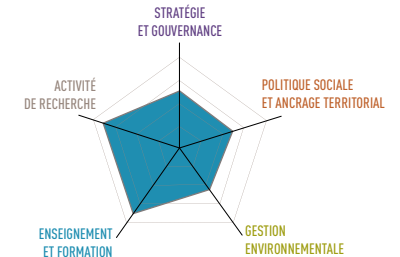 STRATÉGIE
ET GOUVERNANCE
ACTIVITÉ
DE RECHERCHE
POLITIQUE SOCIALE
ET ANCRAGE TERRITORIAL
ENSEIGNEMENT
ET FORMATION
GESTION
ENVIRONNEMENTALE